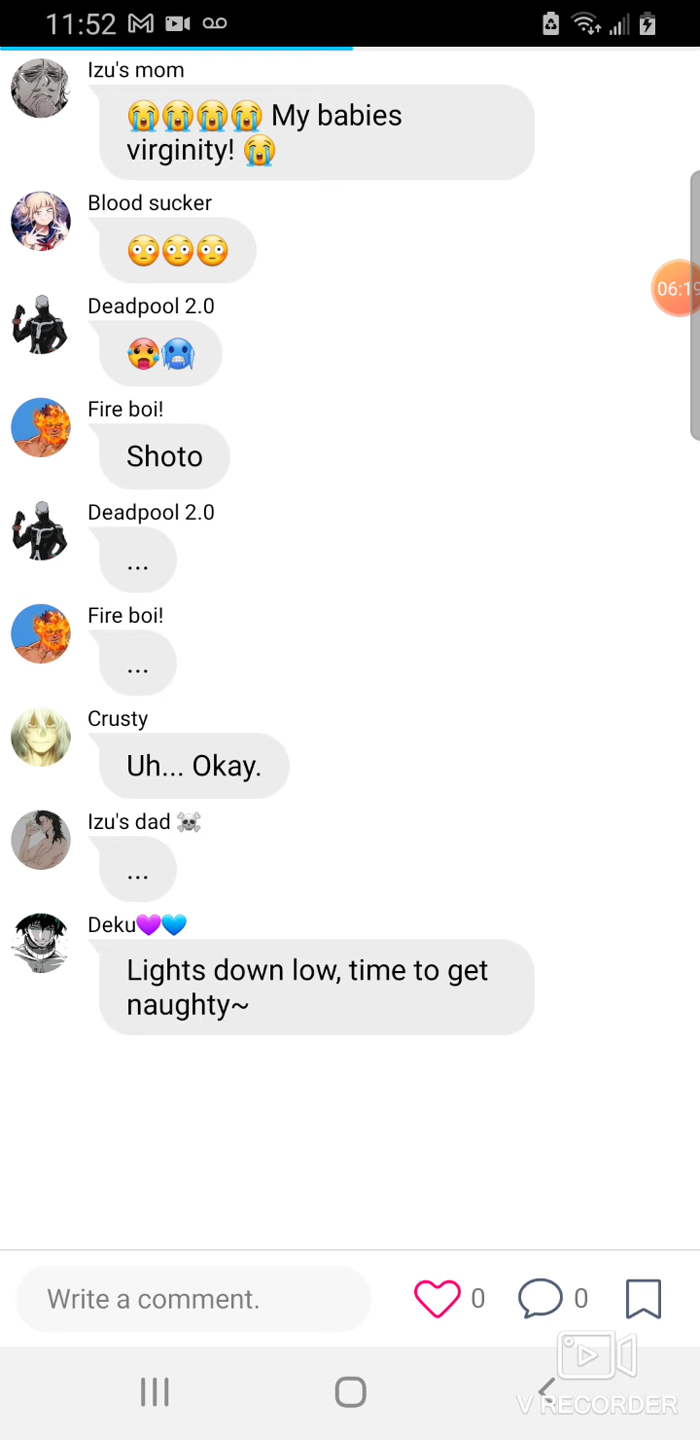 11:52
Izu's mom
😭😭😭😭 My babies
virginity! 😭
Blood sucker
😳😳😳
Deadpool 2.0
🥵🥶
Fire boi!
Shoto
Deadpool 2.0
...
Fire boi!
...
Crusty
Uh... Okay.
Izu's dad ☠️
...
Deku💜💙
Lights down low, time to get
naughty~
06:19
Write a comment.
0
0
V RECORDER